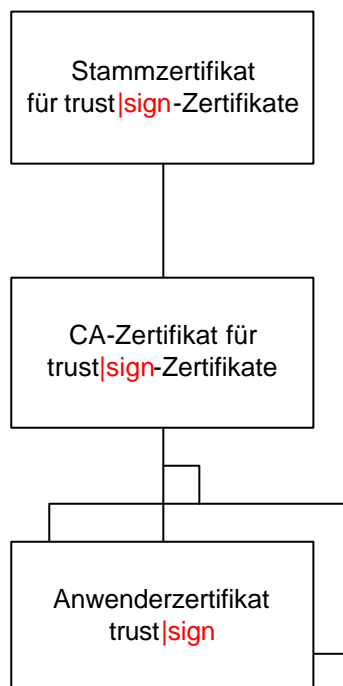 Stammzertifikat
für trust|sign-Zertifikate
CA-Zertifikat für
trust|sign-Zertifikate
Anwenderzertifikat
trust|sign